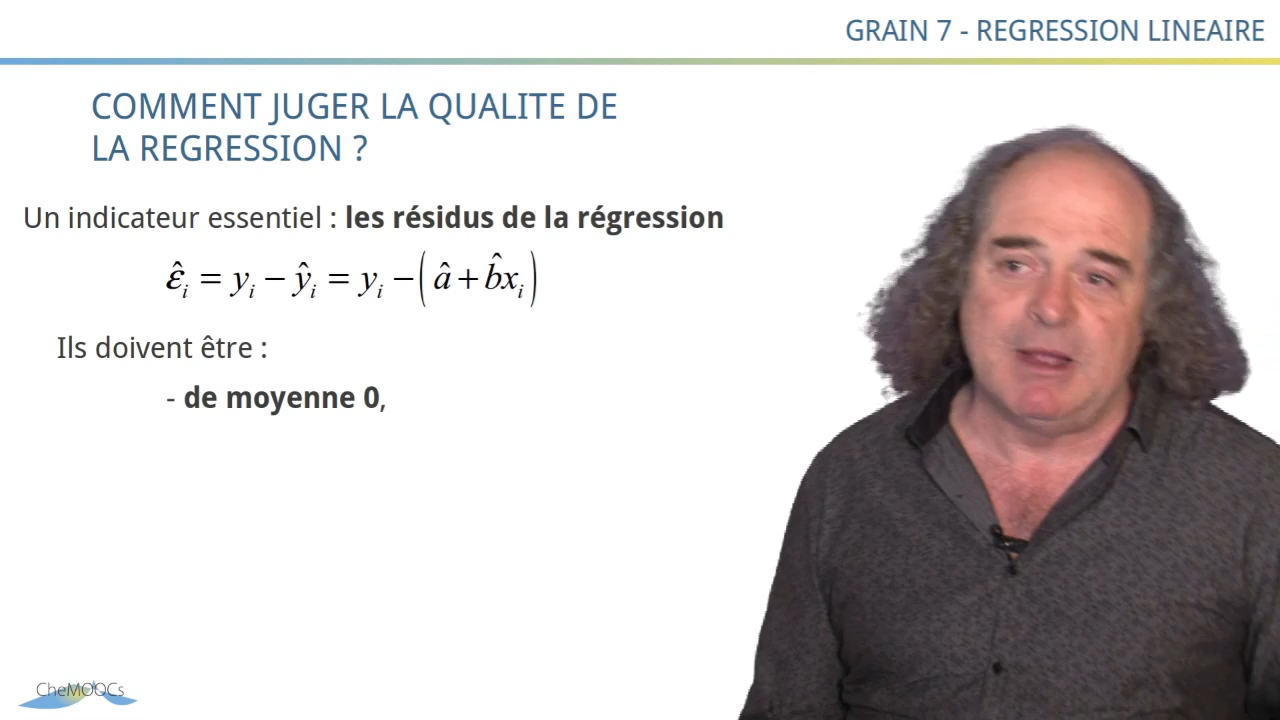 GRAIN 7 - REGRESSION LINEAIRE
COMMENT JUGER LA QUALITE DE
LA REGRESSION ?
Un indicateur essentiel : les résidus de la régression
ε̂ᵢ = yᵢ − ŷᵢ = yᵢ − (â + b̂xᵢ)
Ils doivent être :
- de moyenne 0,
CheMOOCs